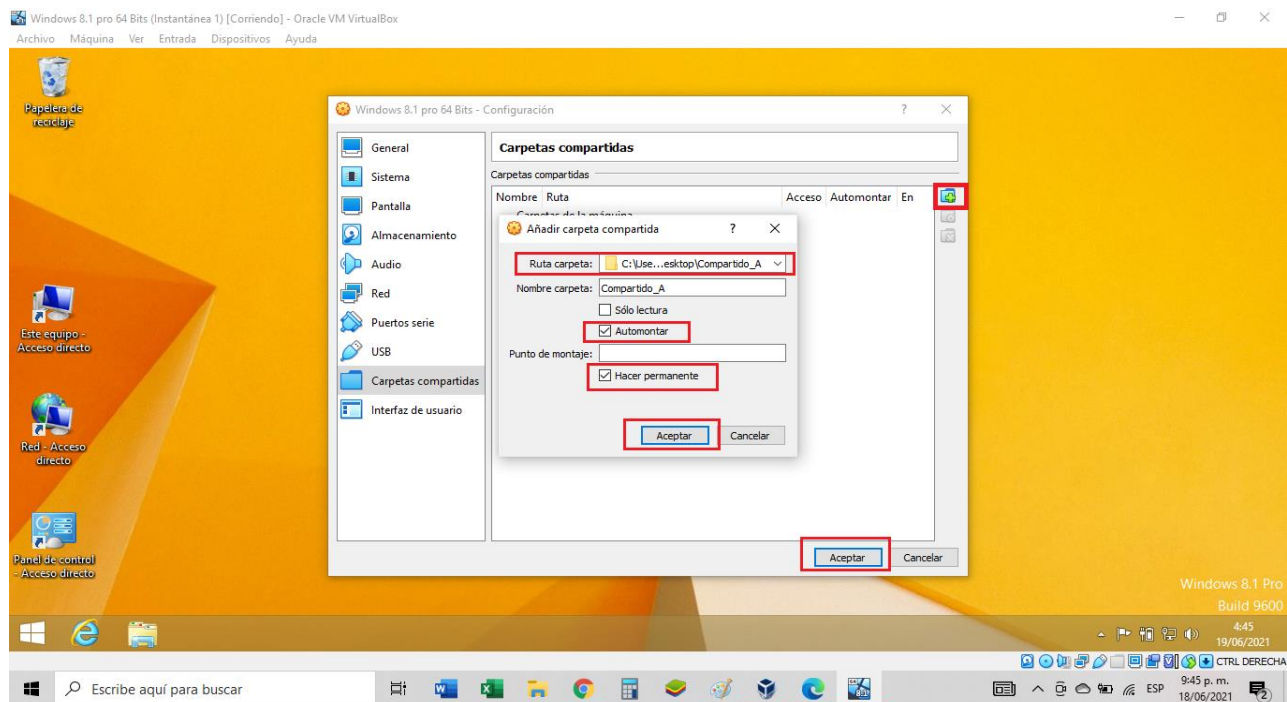 Windows 8.1 pro 64 Bits (Instantánea 1) [Corriendo] - Oracle VM VirtualBox
Archivo Máquina Ver Entrada Dispositivos Ayuda
Papelera de
reciclaje
Windows 8.1 pro 64 Bits - Configuración
General
Sistema
Pantalla
Almacenamiento
Audio
Red
Puertos serie
USB
Carpetas compartidas
Interfaz de usuario
Carpetas compartidas
Carpetas compartidas
Nombre Ruta Acceso Automontar En
Carpetas de la máquina
Añadir carpeta compartida
Ruta carpeta: C:\Use...esktop\Compartido_A
Nombre carpeta: Compartido_A
Sólo lectura
Automontar
Punto de montaje:
Hacer permanente
Aceptar Cancelar
Aceptar Cancelar
Este equipo -
Acceso directo
Red - Acceso
directo
Panel de control
- Acceso directo
Windows 8.1 Pro
Build 9600
4:45
19/06/2021
CTRL DERECHA
Escribe aquí para buscar
ESP
9:45 p. m.
18/06/2021
2